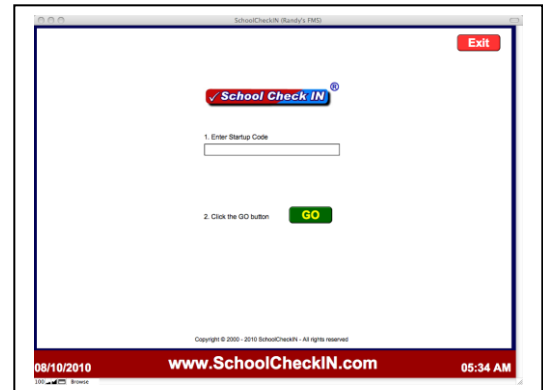 SchoolCheckIN (Randy's FMS)
Exit
✓School Check IN ®
1. Enter Startup Code
2. Click the GO button
GO
Copyright © 2000 - 2010 SchoolCheckIN - All rights reserved
08/10/2010
www.SchoolCheckIN.com
05:34 AM
100
Browse